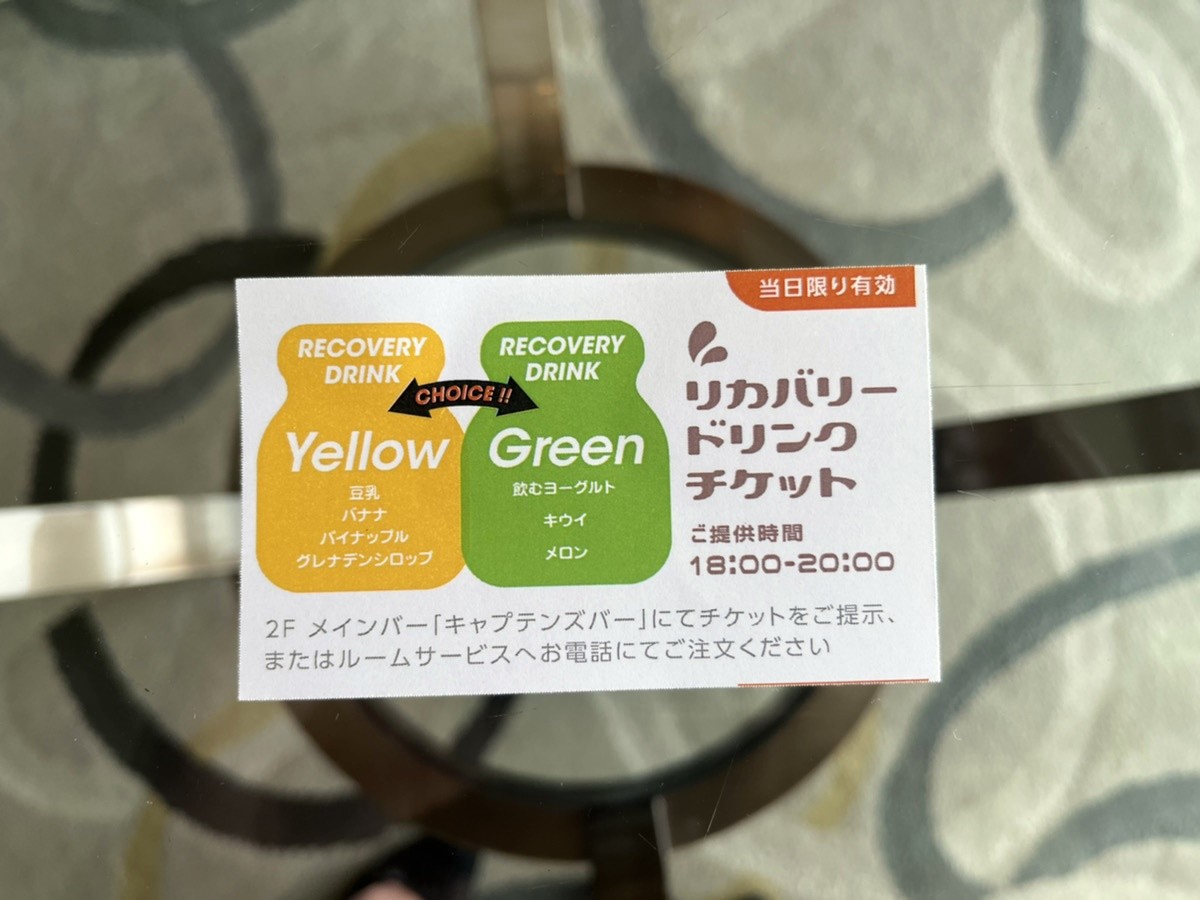 当日限り有効
RECOVERY
DRINK
Yellow
豆乳
バナナ
パイナップル
グレナデンシロップ
CHOICE!!
RECOVERY
DRINK
Green
飲むヨーグルト
キウイ
メロン
リカバリー
ドリンク
チケット
ご提供時間
18:00-20:00
2F メインバー「キャプテンズバー」にてチケットをご提示、
またはルームサービスへお電話にてご注文ください